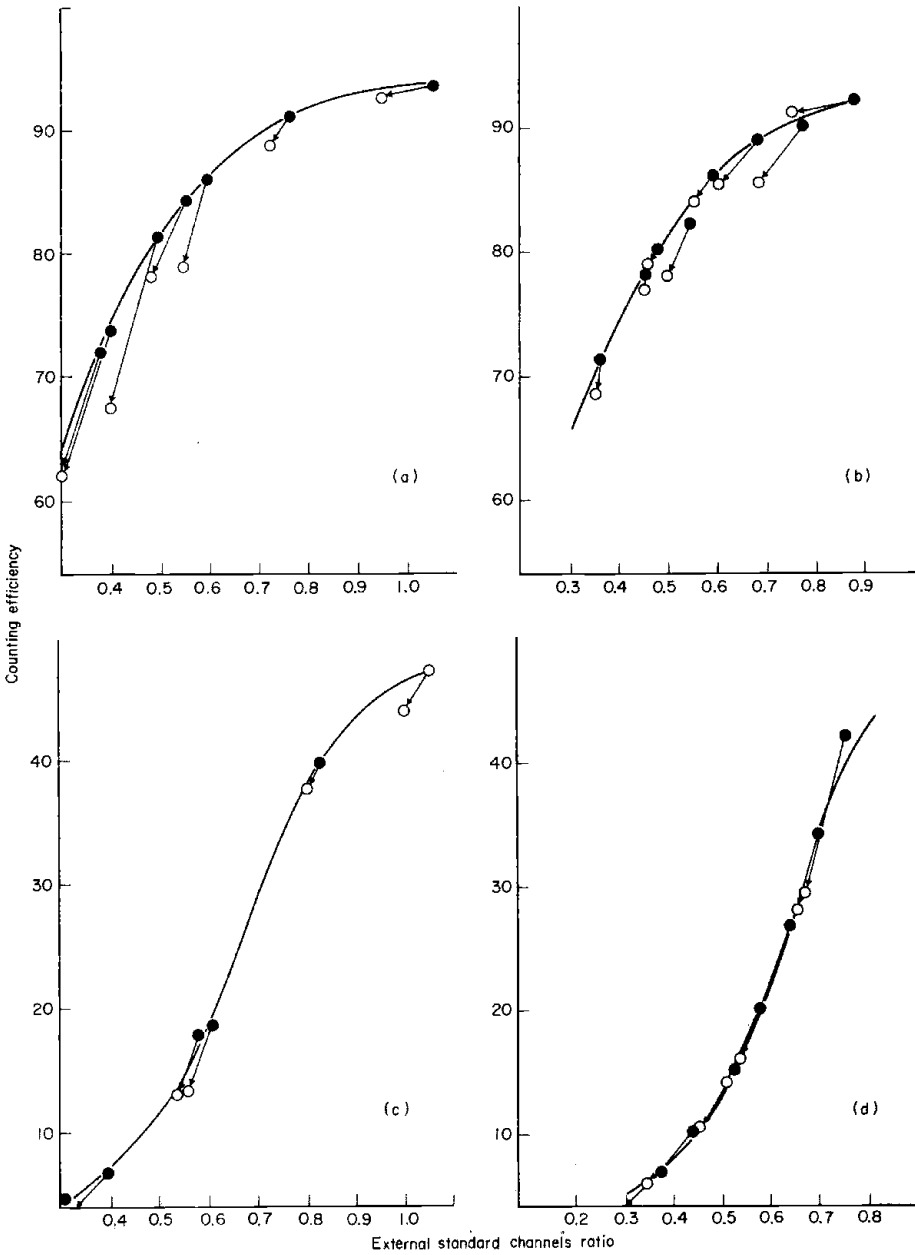 90
80
70
60
(a)
0.4 0.5 0.6 0.7 0.8 0.9 1.0
90
80
70
60
(b)
0.3 0.4 0.5 0.6 0.7 0.8 0.9
Counting efficiency
40
30
20
10
(c)
0.4 0.5 0.6 0.7 0.8 0.9 1.0
40
30
20
10
(d)
0.2 0.3 0.4 0.5 0.6 0.7 0.8
External standard channels ratio